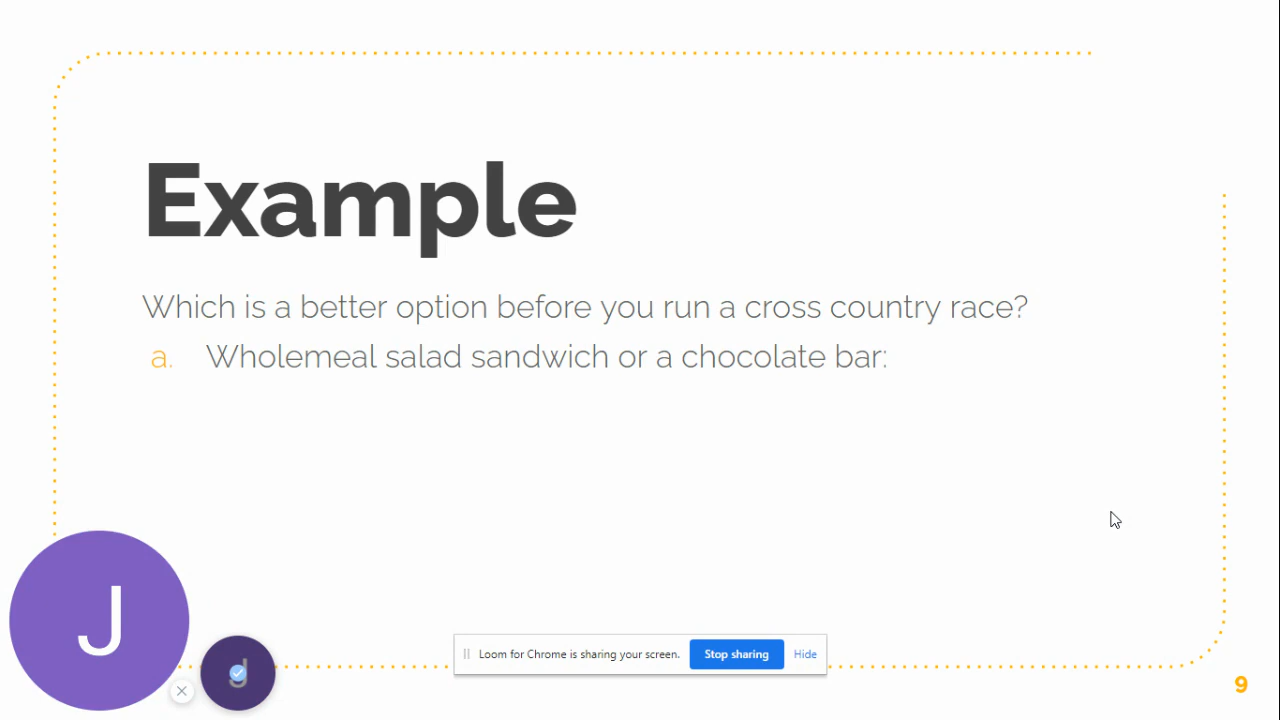 Example
Which is a better option before you run a cross country race?
a. Wholemeal salad sandwich or a chocolate bar:
J
g
Loom for Chrome is sharing your screen. Stop sharing Hide
9